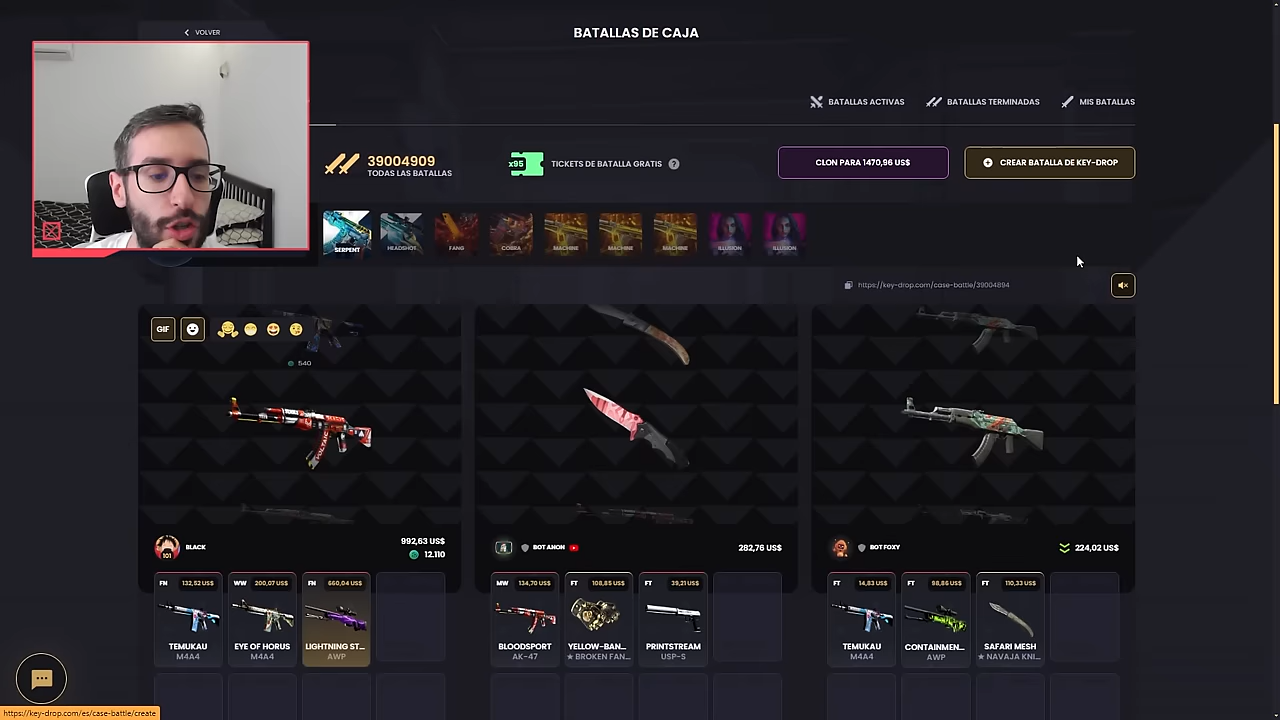 VOLVER
BATALLAS DE CAJA
BATALLAS ACTIVAS
BATALLAS TERMINADAS
MIS BATALLAS
39004909
TODAS LAS BATALLAS
x95
TICKETS DE BATALLA GRATIS ?
CLON PARA 1470,96 US$
CREAR BATALLA DE KEY-DROP
SERPENT
HEADSHOT
FANG
COBRA
MACHINE
MACHINE
MACHINE
ILLUSION
ILLUSION
https://key-drop.com/case-battle/39004894
GIF
540
101
BLACK
992,63 US$
12.110
BOT ANON
282,76 US$
BOT FOXY
224,02 US$
FN 132,52 US$
WW 200,07 US$
FN 660,04 US$
MW 134,70 US$
FT 108,85 US$
FT 39,21 US$
FT 14,83 US$
FT 98,86 US$
FT 110,33 US$
TEMUKAU
EYE OF HORUS
LIGHTNING ST...
BLOODSPORT
YELLOW-BAN...
PRINTSTREAM
TEMUKAU
CONTAINMEN...
SAFARI MESH
M4A4
M4A4
AWP
AK-47
★ BROKEN FAN...
USP-S
M4A4
AWP
★ NAVAJA KNI...
https://key-drop.com/es/case-battle/create